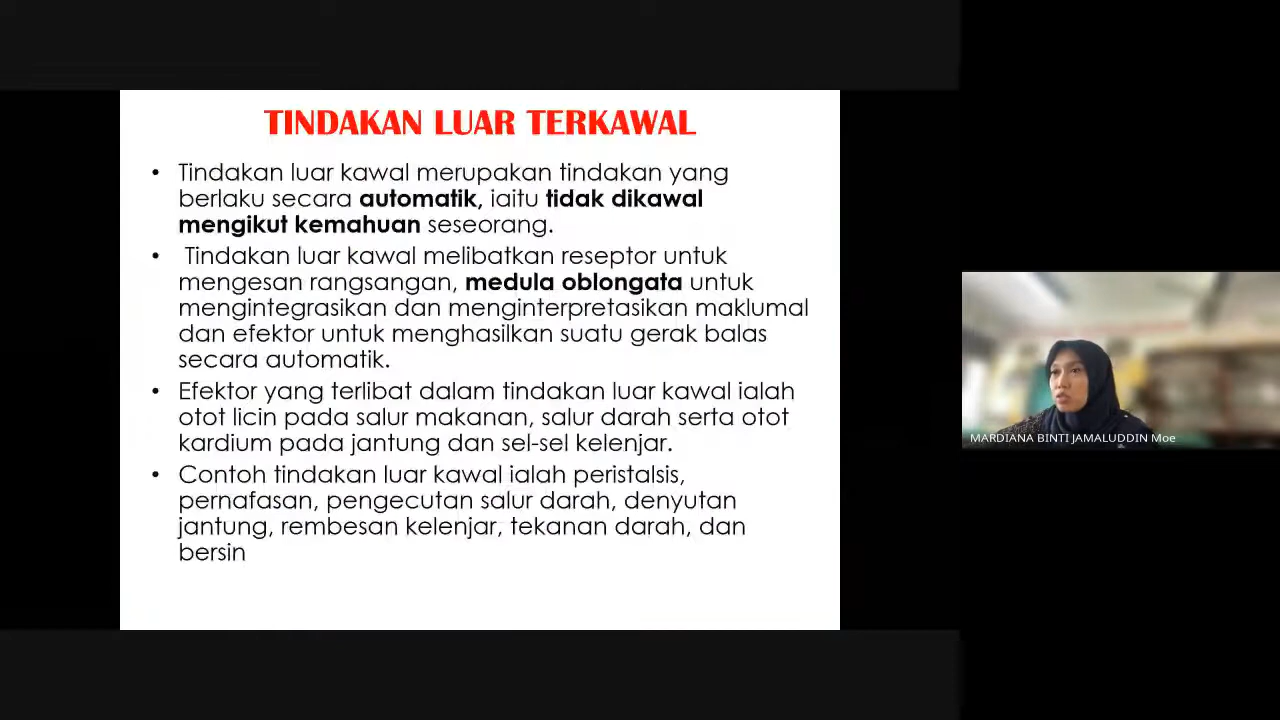 TINDAKAN LUAR TERKAWAL
• Tindakan luar kawal merupakan tindakan yang
berlaku secara automatik, iaitu tidak dikawal
mengikut kemahuan seseorang.
• Tindakan luar kawal melibatkan reseptor untuk
mengesan rangsangan, medula oblongata untuk
mengintegrasikan dan menginterpretasikan maklumal
dan efektor untuk menghasilkan suatu gerak balas
secara automatik.
• Efektor yang terlibat dalam tindakan luar kawal ialah
otot licin pada salur makanan, salur darah serta otot
kardium pada jantung dan sel-sel kelenjar.
• Contoh tindakan luar kawal ialah peristalsis,
pernafasan, pengecutan salur darah, denyutan
jantung, rembesan kelenjar, tekanan darah, dan
bersin
MARDIANA BINTI JAMALUDDIN Moe